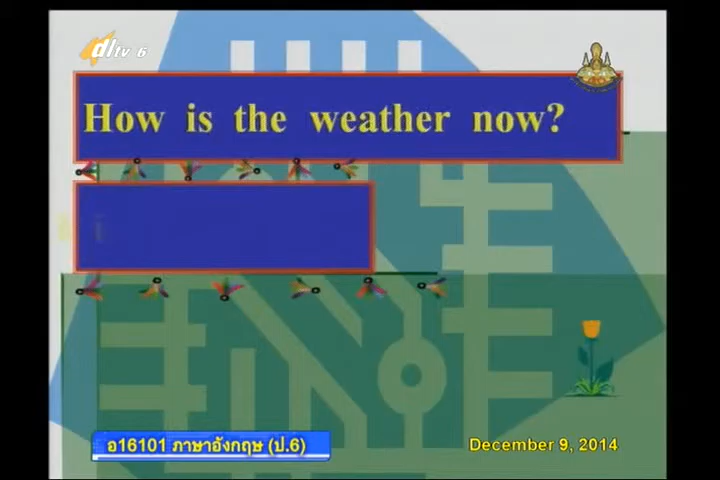 dltv 6
How is the weather now?
อ16101 ภาษาอังกฤษ (ป.6)
December 9, 2014